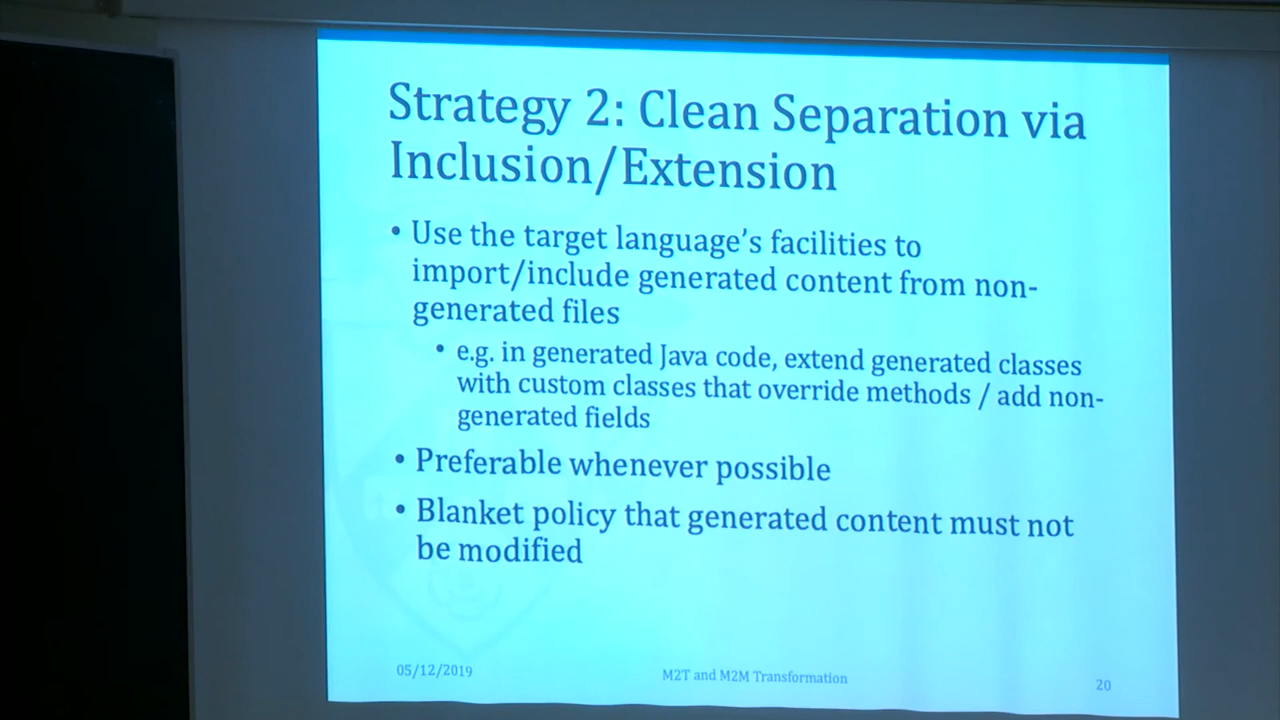 Strategy 2: Clean Separation via
Inclusion/Extension
• Use the target language’s facilities to
import/include generated content from non-
generated files
• e.g. in generated Java code, extend generated classes
with custom classes that override methods / add non-
generated fields
• Preferable whenever possible
• Blanket policy that generated content must not
be modified
05/12/2019
M2T and M2M Transformation
20